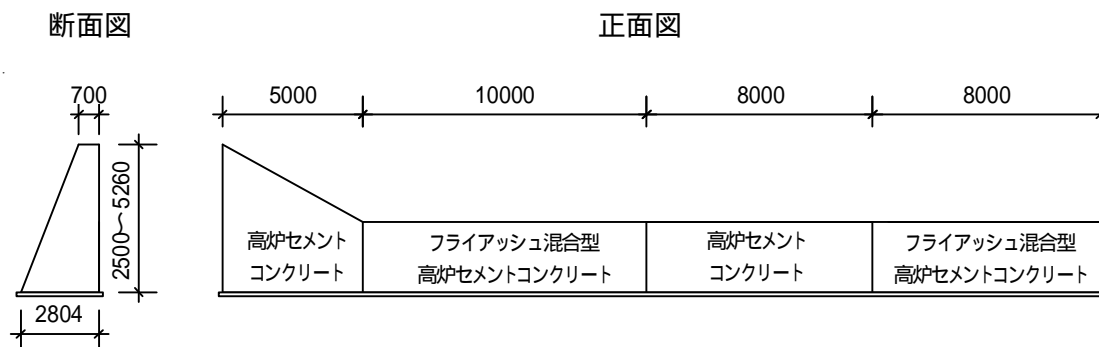 断面図
正面図
700
5000
10000
8000
8000
2500～5260
高炉セメント
コンクリート
フライアッシュ混合型
高炉セメントコンクリート
高炉セメント
コンクリート
フライアッシュ混合型
高炉セメントコンクリート
2804